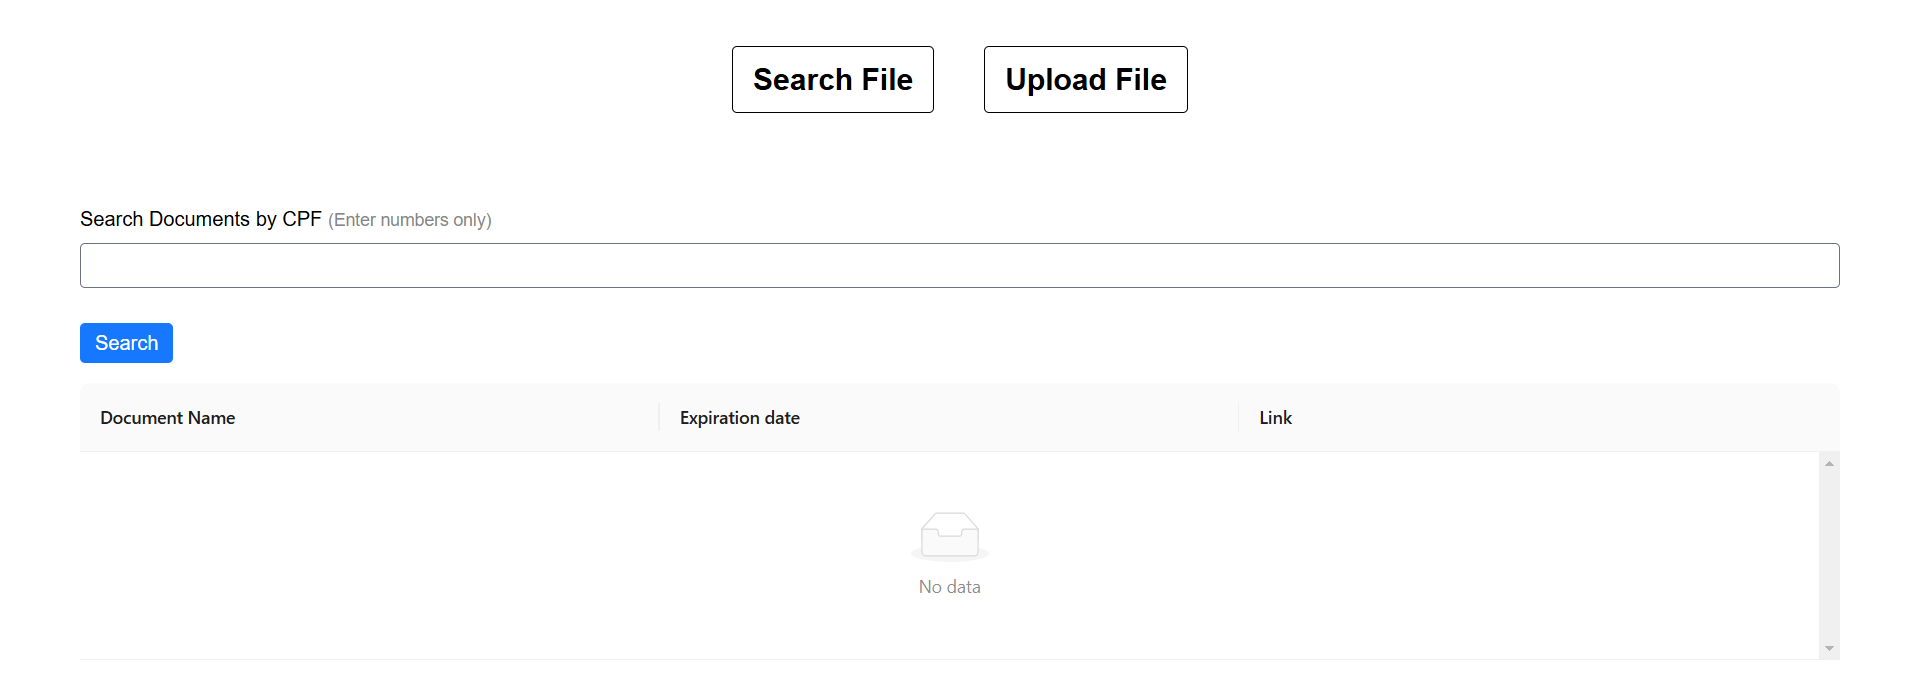 Search File
Upload File
Search Documents by CPF (Enter numbers only)
Search
Document Name
Expiration date
Link
No data